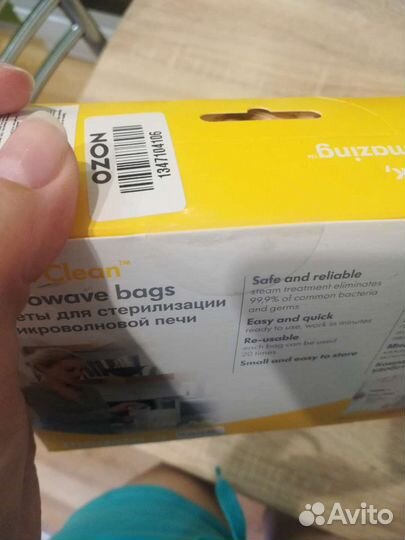 OZON
1347104106
k,
mazing™
Clean™
owave bags
еты для стерилизации
икроволновой печи
Safe and reliable
steam treatment eliminates
99.9% of common bacteria
and germs
Easy and quick
ready to use, work in minutes
Re-usable
each bag can be used
20 times
Small and easy to store
Avito